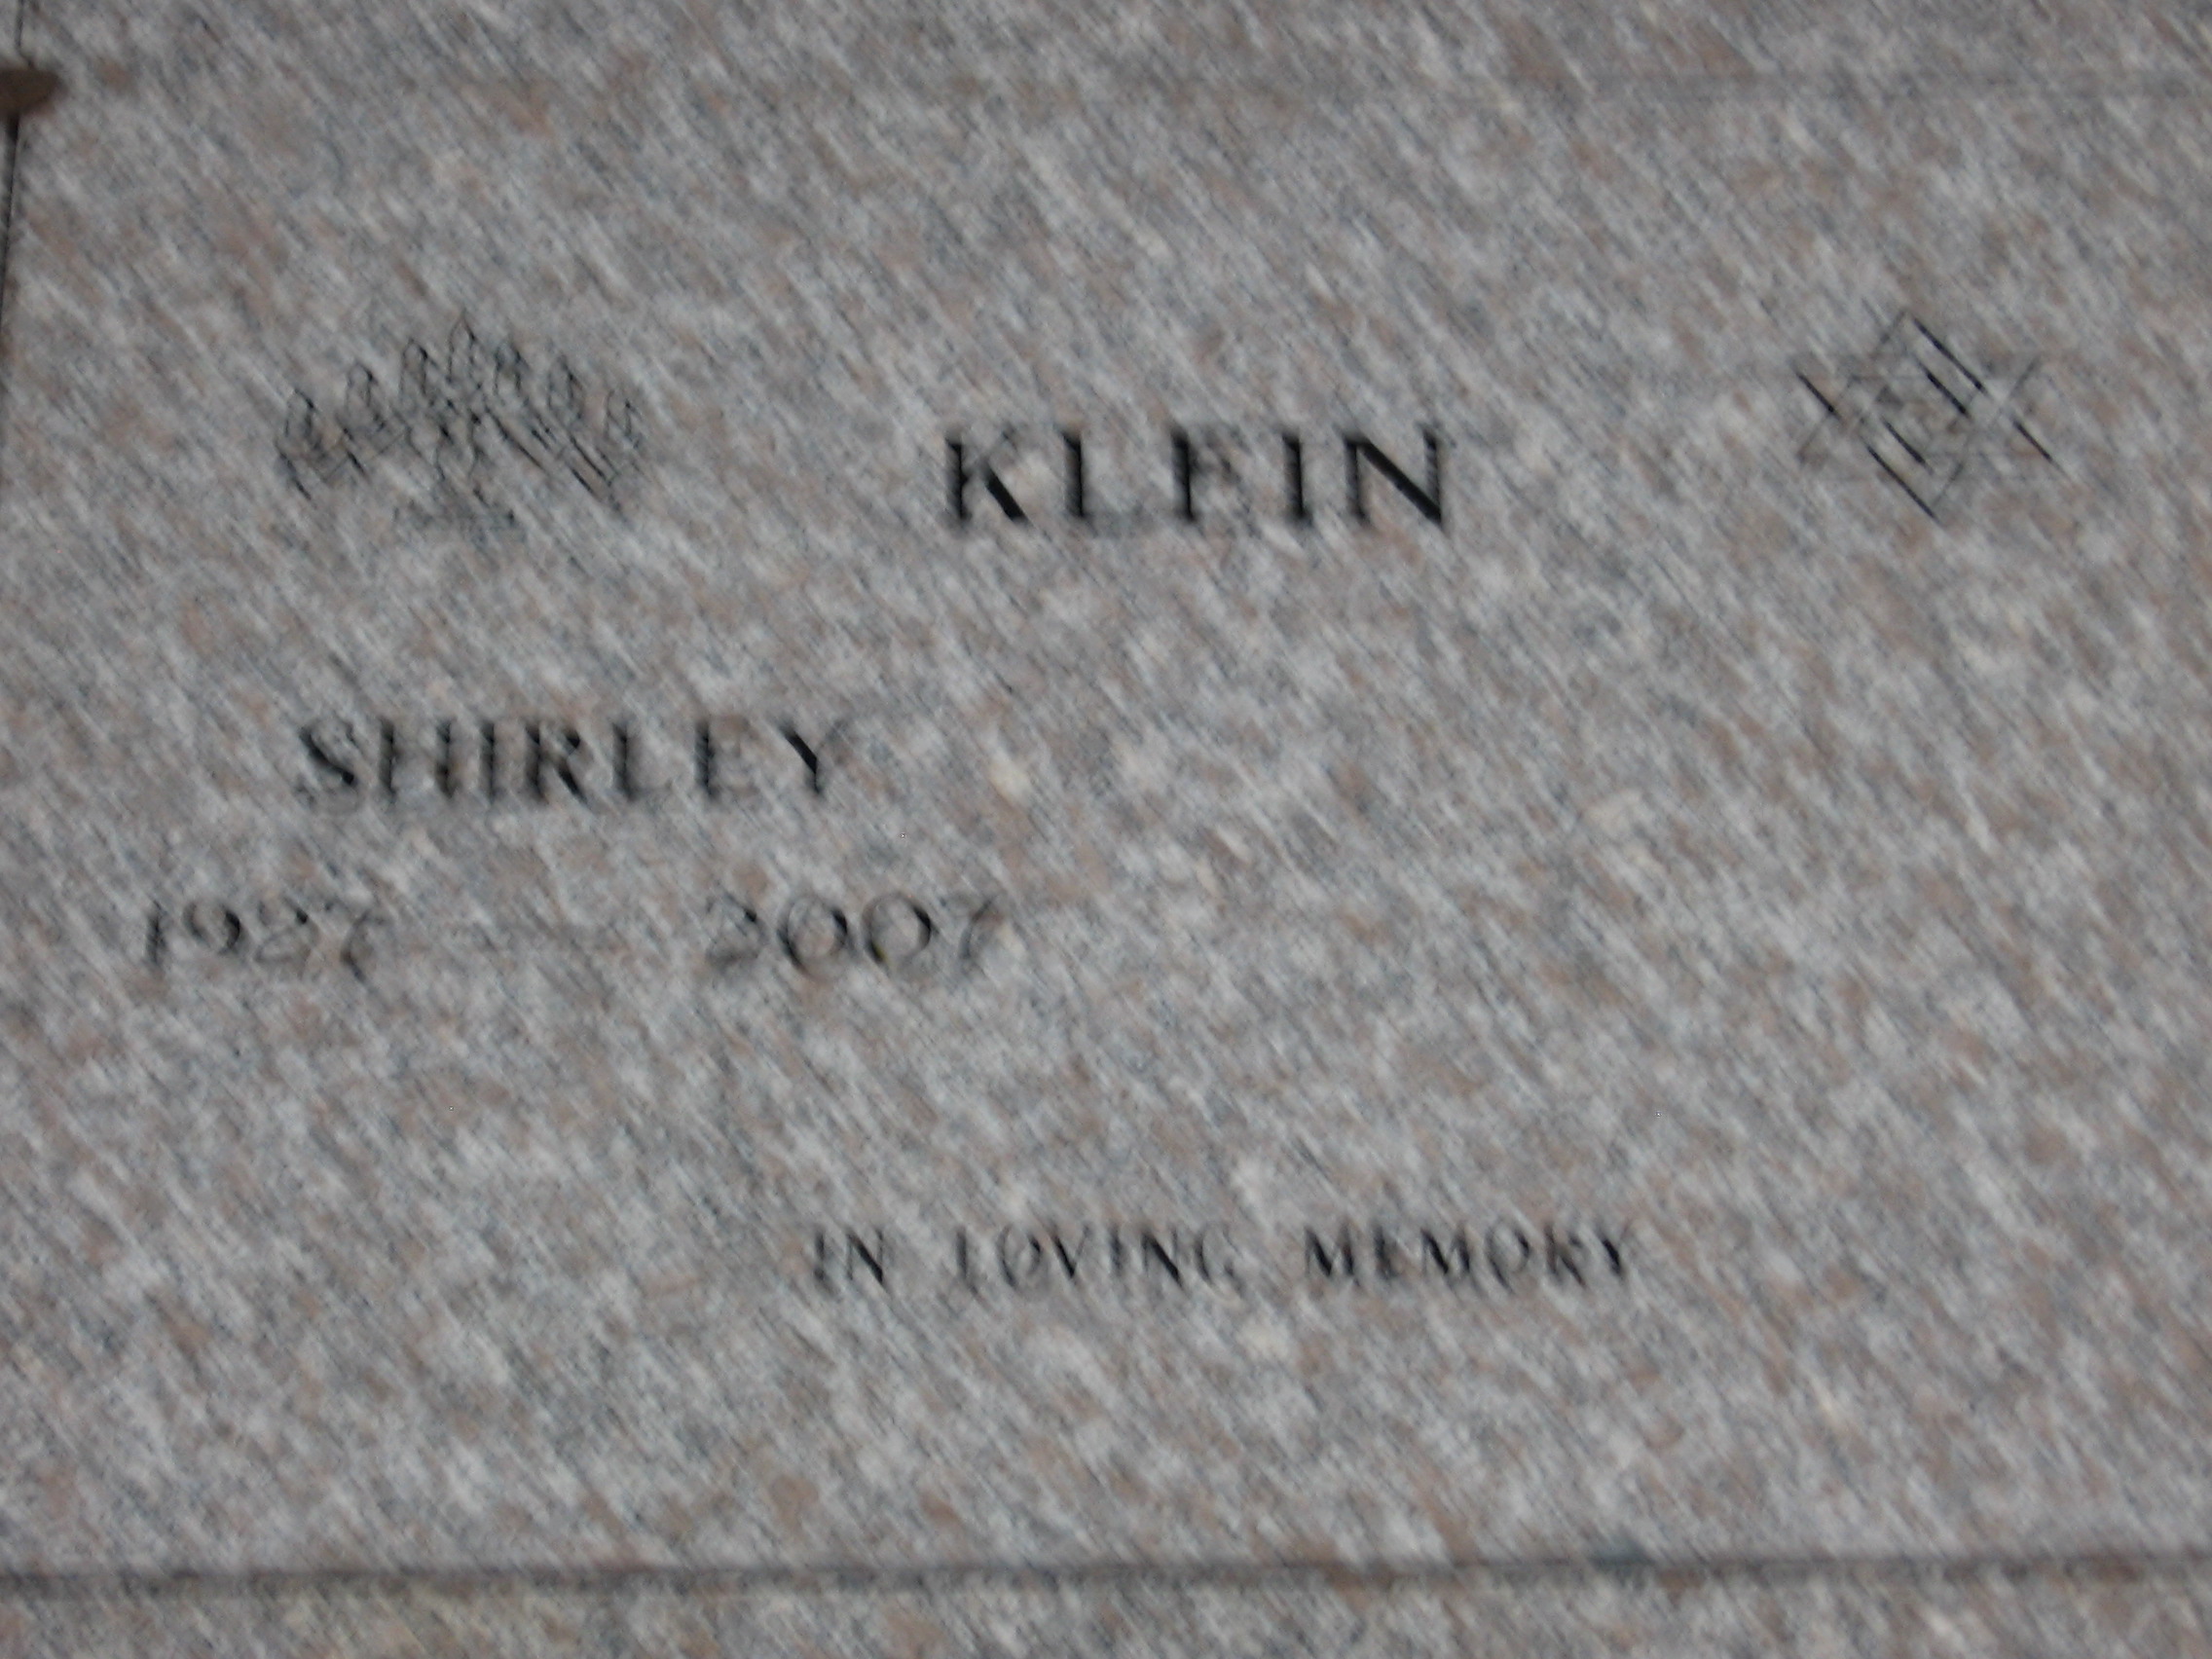 KLEIN
SHIRLEY
1927 2007
IN LOVING MEMORY